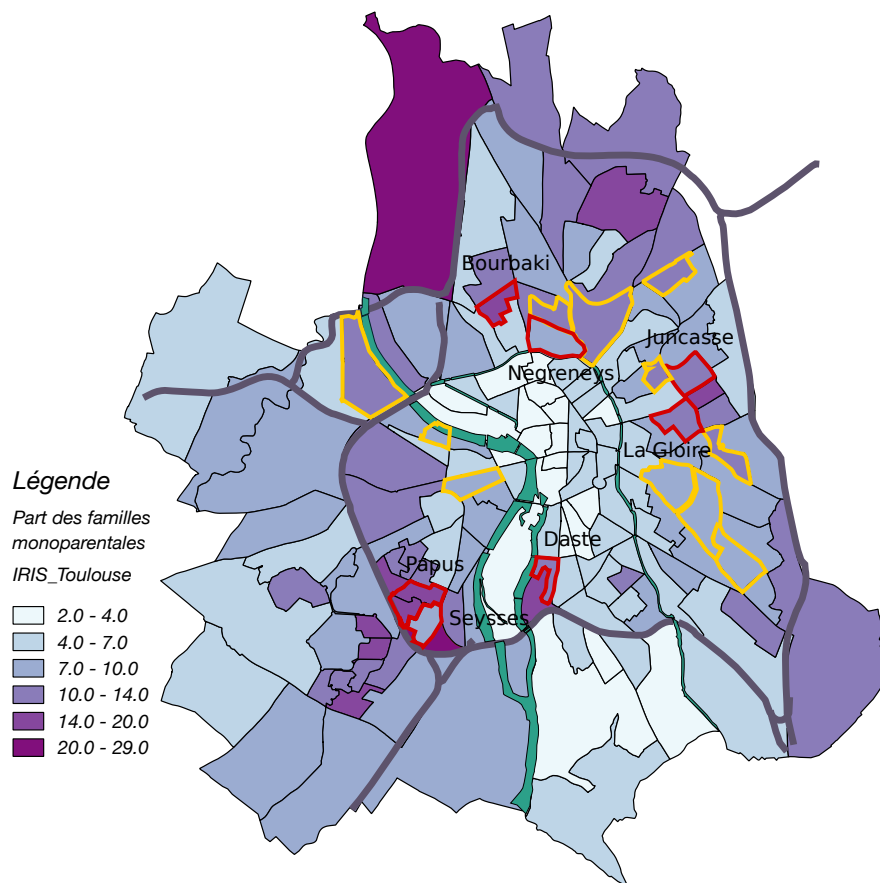 Bourbaki
Juncasse
Négreneys
La Gloire
Légende
Part des familles
monoparentales
IRIS_Toulouse
Daste
Papus
Seysses
2.0 - 4.0
4.0 - 7.0
7.0 - 10.0
10.0 - 14.0
14.0 - 20.0
20.0 - 29.0